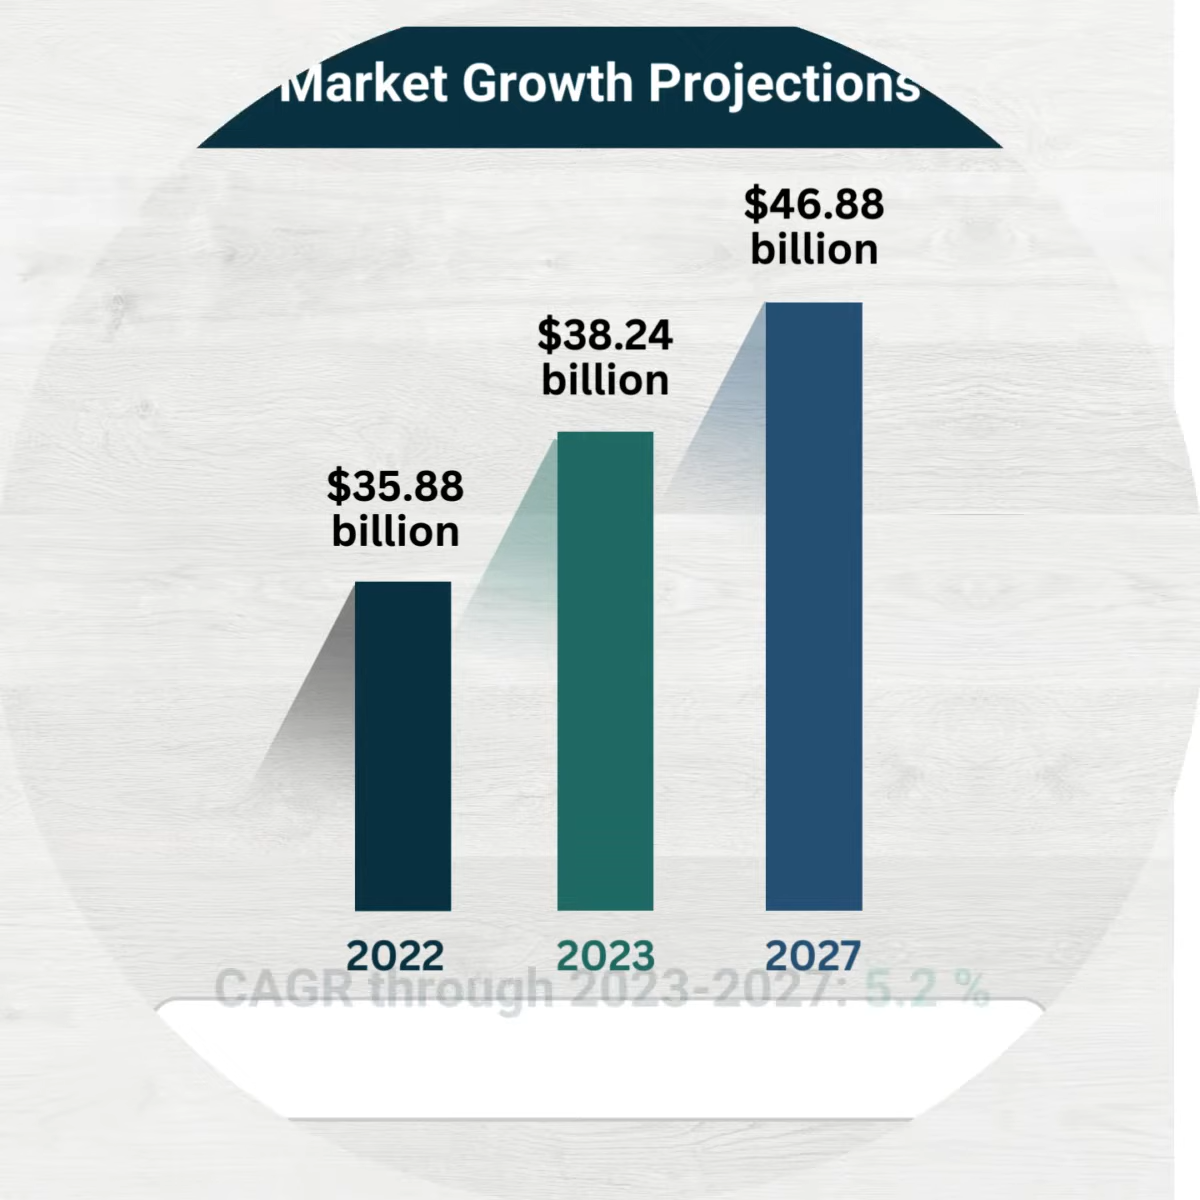 Market Growth Projections
$46.88
billion
$38.24
billion
$35.88
billion
2022 2023 2027
CAGR through 2023-2027: 5.2 %